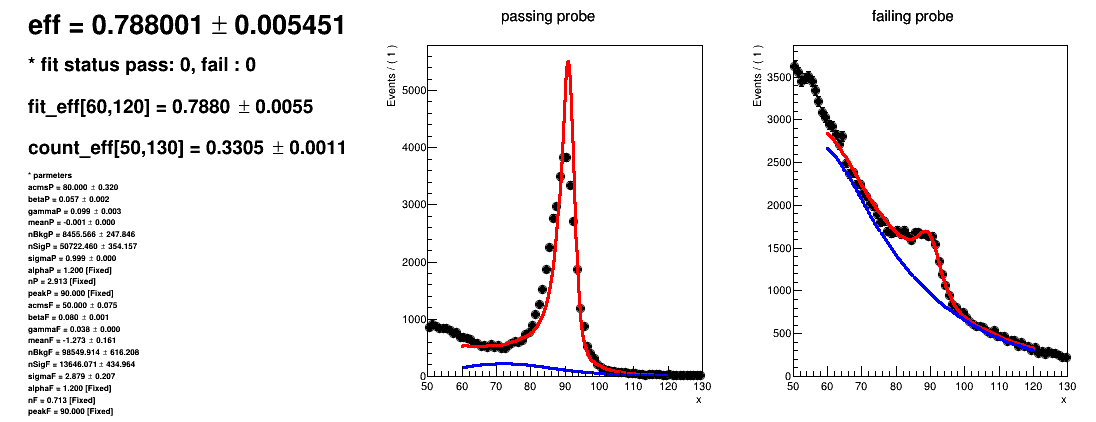 eff = 0.788001 ± 0.005451
* fit status pass: 0, fail : 0
fit_eff[60,120] = 0.7880 ± 0.0055
count_eff[50,130] = 0.3305 ± 0.0011
* parmeters
acmsP = 80.000 ± 0.320
betaP = 0.057 ± 0.002
gammaP = 0.099 ± 0.003
meanP = -0.001 ± 0.000
nBkgP = 8455.566 ± 247.846
nSigP = 50722.460 ± 354.157
sigmaP = 0.999 ± 0.000
alphaP = 1.200 [Fixed]
nP = 2.913 [Fixed]
peakP = 90.000 [Fixed]
acmsF = 50.000 ± 0.075
betaF = 0.080 ± 0.001
gammaF = 0.038 ± 0.000
meanF = -1.273 ± 0.161
nBkgF = 98549.914 ± 616.208
nSigF = 13646.071 ± 434.964
sigmaF = 2.879 ± 0.207
alphaF = 1.200 [Fixed]
nF = 0.713 [Fixed]
peakF = 90.000 [Fixed]
passing probe
Events / ( 1 )
5000
4000
3000
2000
1000
0
50 60 70 80 90 100 110 120 130
x
failing probe
Events / ( 1 )
3500
3000
2500
2000
1500
1000
500
0
50 60 70 80 90 100 110 120 130
x